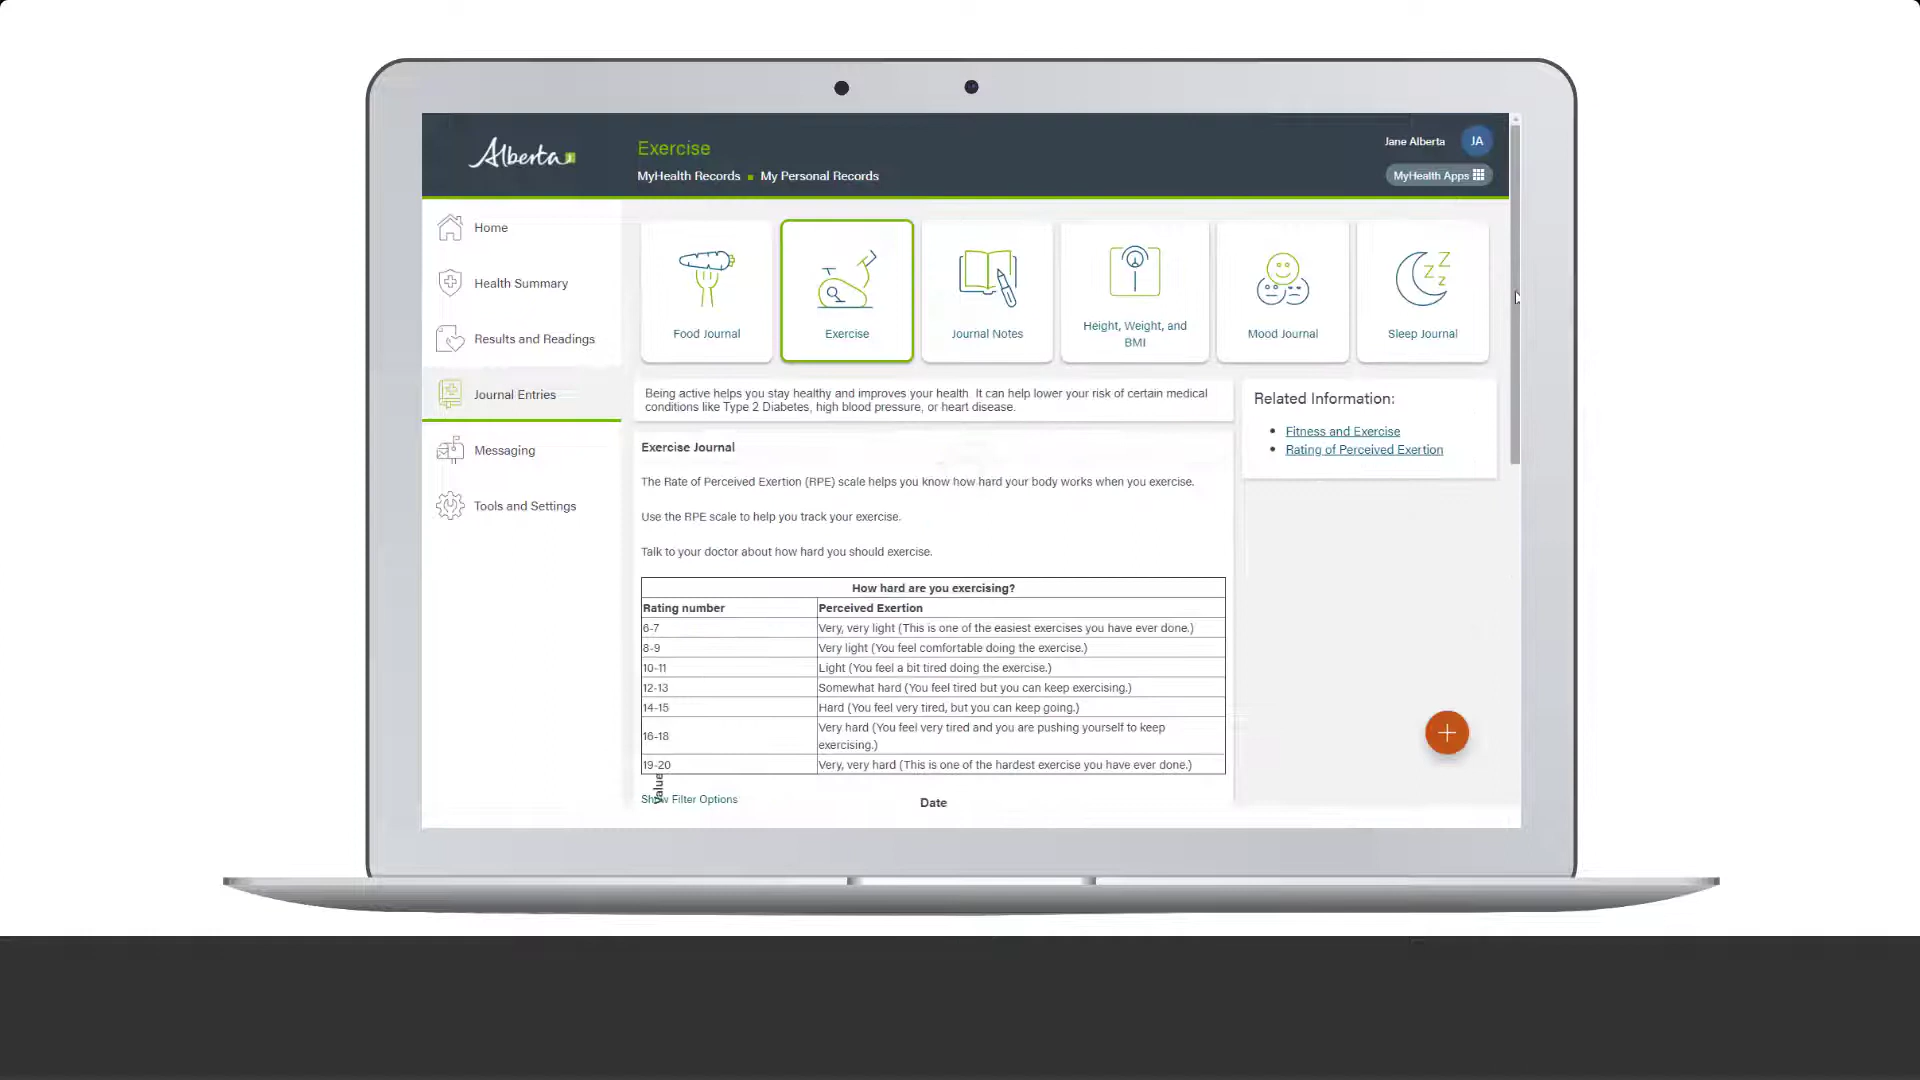 Alberta
Exercise
MyHealth Records ▪ My Personal Records
Jane Alberta
JA
MyHealth Apps
Home
Health Summary
Results and Readings
Journal Entries
Messaging
Tools and Settings
Food Journal
Exercise
Journal Notes
Height, Weight, and
BMI
Mood Journal
Sleep Journal
Being active helps you stay healthy and improves your health. It can help lower your risk of certain medical
conditions like Type 2 Diabetes, high blood pressure, or heart disease.
Related Information:
• Fitness and Exercise
• Rating of Perceived Exertion
Exercise Journal
The Rate of Perceived Exertion (RPE) scale helps you know how hard your body works when you exercise.
Use the RPE scale to help you track your exercise.
Talk to your doctor about how hard you should exercise.
How hard are you exercising?
Rating number Perceived Exertion
6-7 Very, very light (This is one of the easiest exercises you have ever done.)
8-9 Very light (You feel comfortable doing the exercise.)
10-11 Light (You feel a bit tired doing the exercise.)
12-13 Somewhat hard (You feel tired but you can keep exercising.)
14-15 Hard (You feel very tired, but you can keep going.)
16-18 Very hard (You feel very tired and you are pushing yourself to keep
exercising.)
19-20 Very, very hard (This is one of the hardest exercise you have ever done.)
Value
Show Filter Options
Date